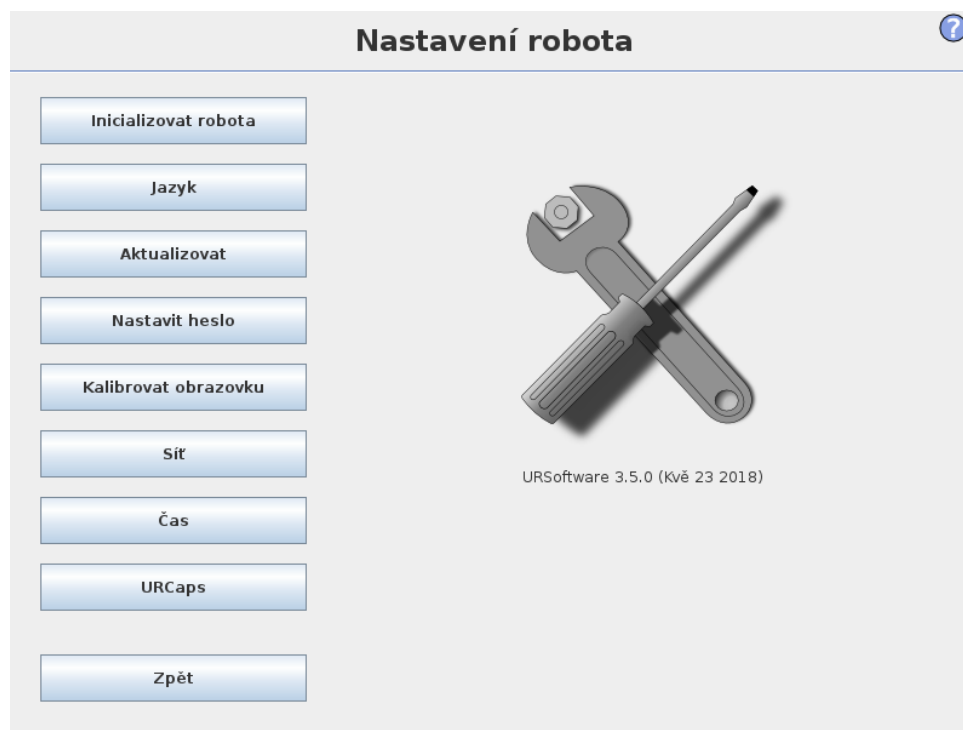 Nastavení robota
?
Inicializovat robota
Jazyk
Aktualizovat
Nastavit heslo
Kalibrovat obrazovku
Síť
Čas
URCaps
Zpět
URSoftware 3.5.0 (Kvě 23 2018)